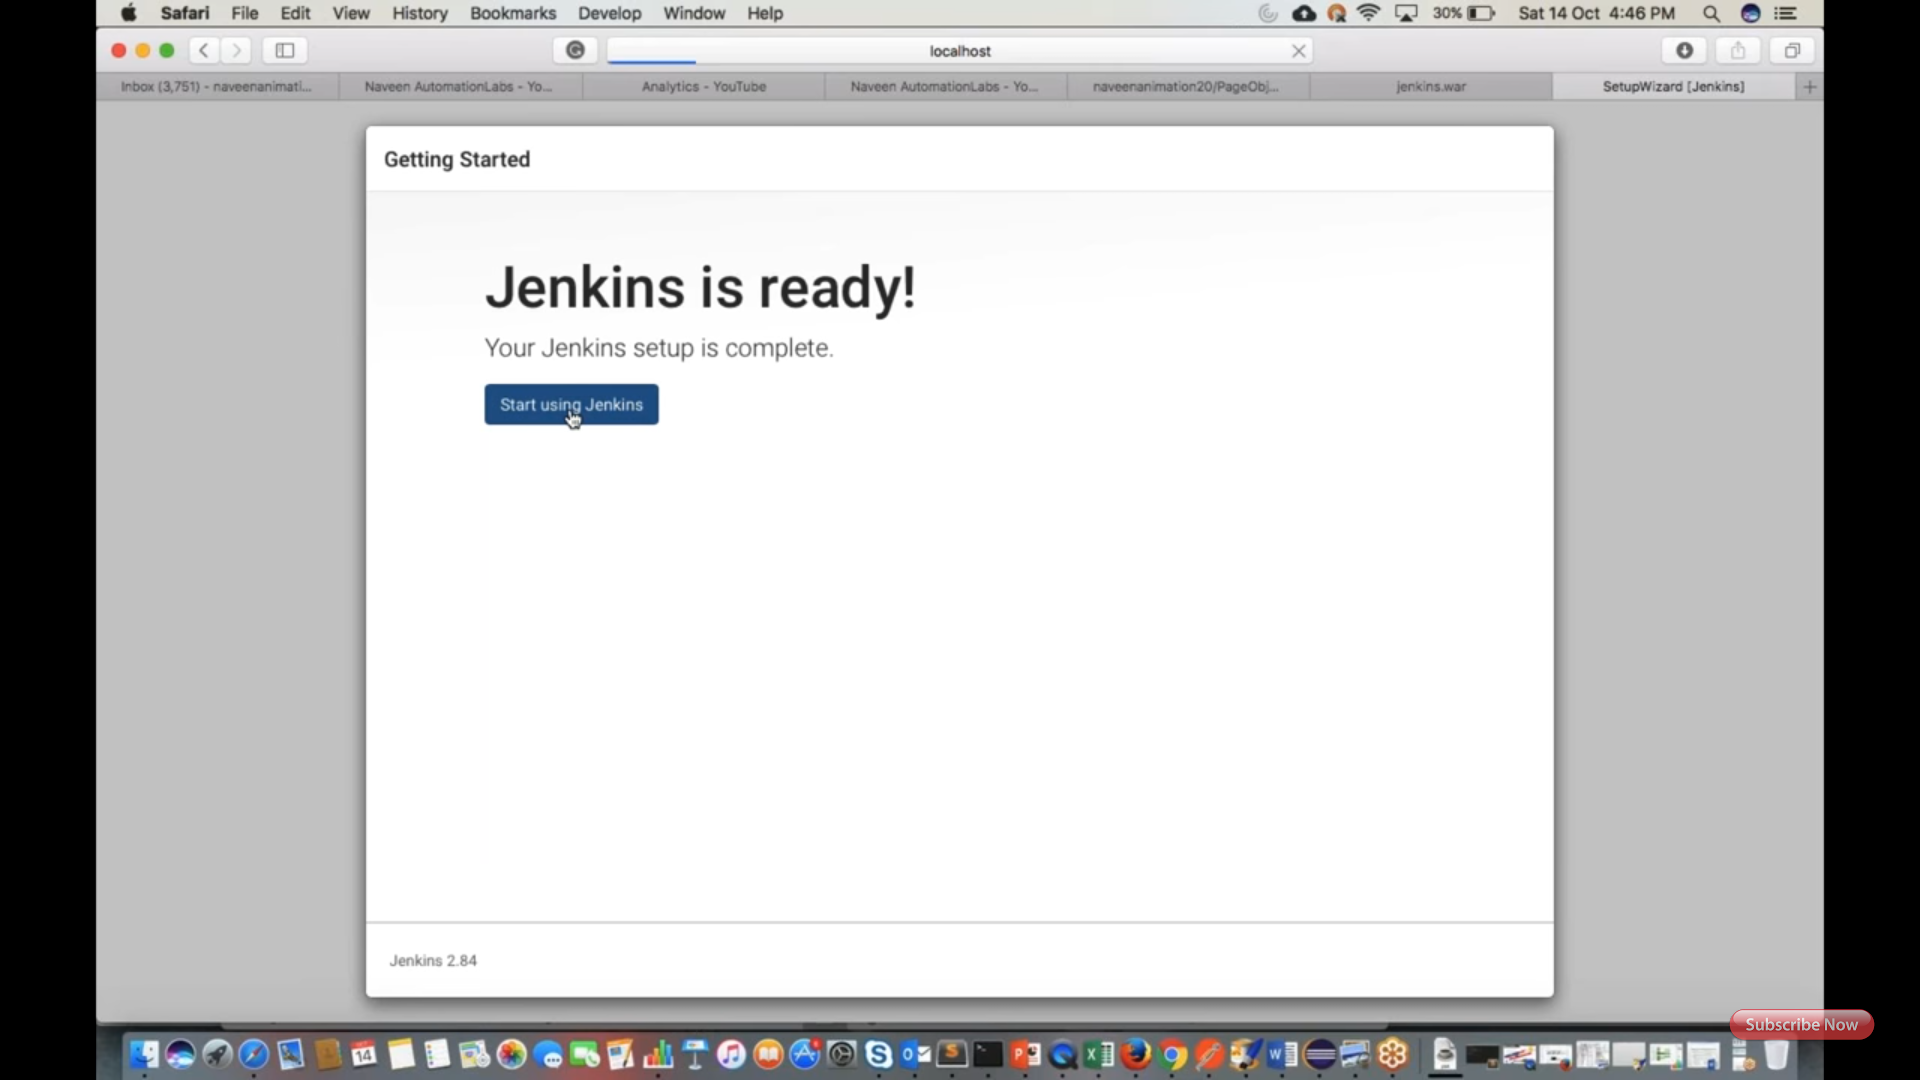 Safari File Edit View History Bookmarks Develop Window Help 30% Sat 14 Oct 4:46 PM
localhost
Inbox (3,751) - naveenanimati... Naveen AutomationLabs - Yo... Analytics - YouTube Naveen AutomationLabs - Yo... naveenanimation20/PageObj... jenkins.war SetupWizard [Jenkins]
Getting Started
Jenkins is ready!
Your Jenkins setup is complete.
Start using Jenkins
Jenkins 2.84
Subscribe Now
14